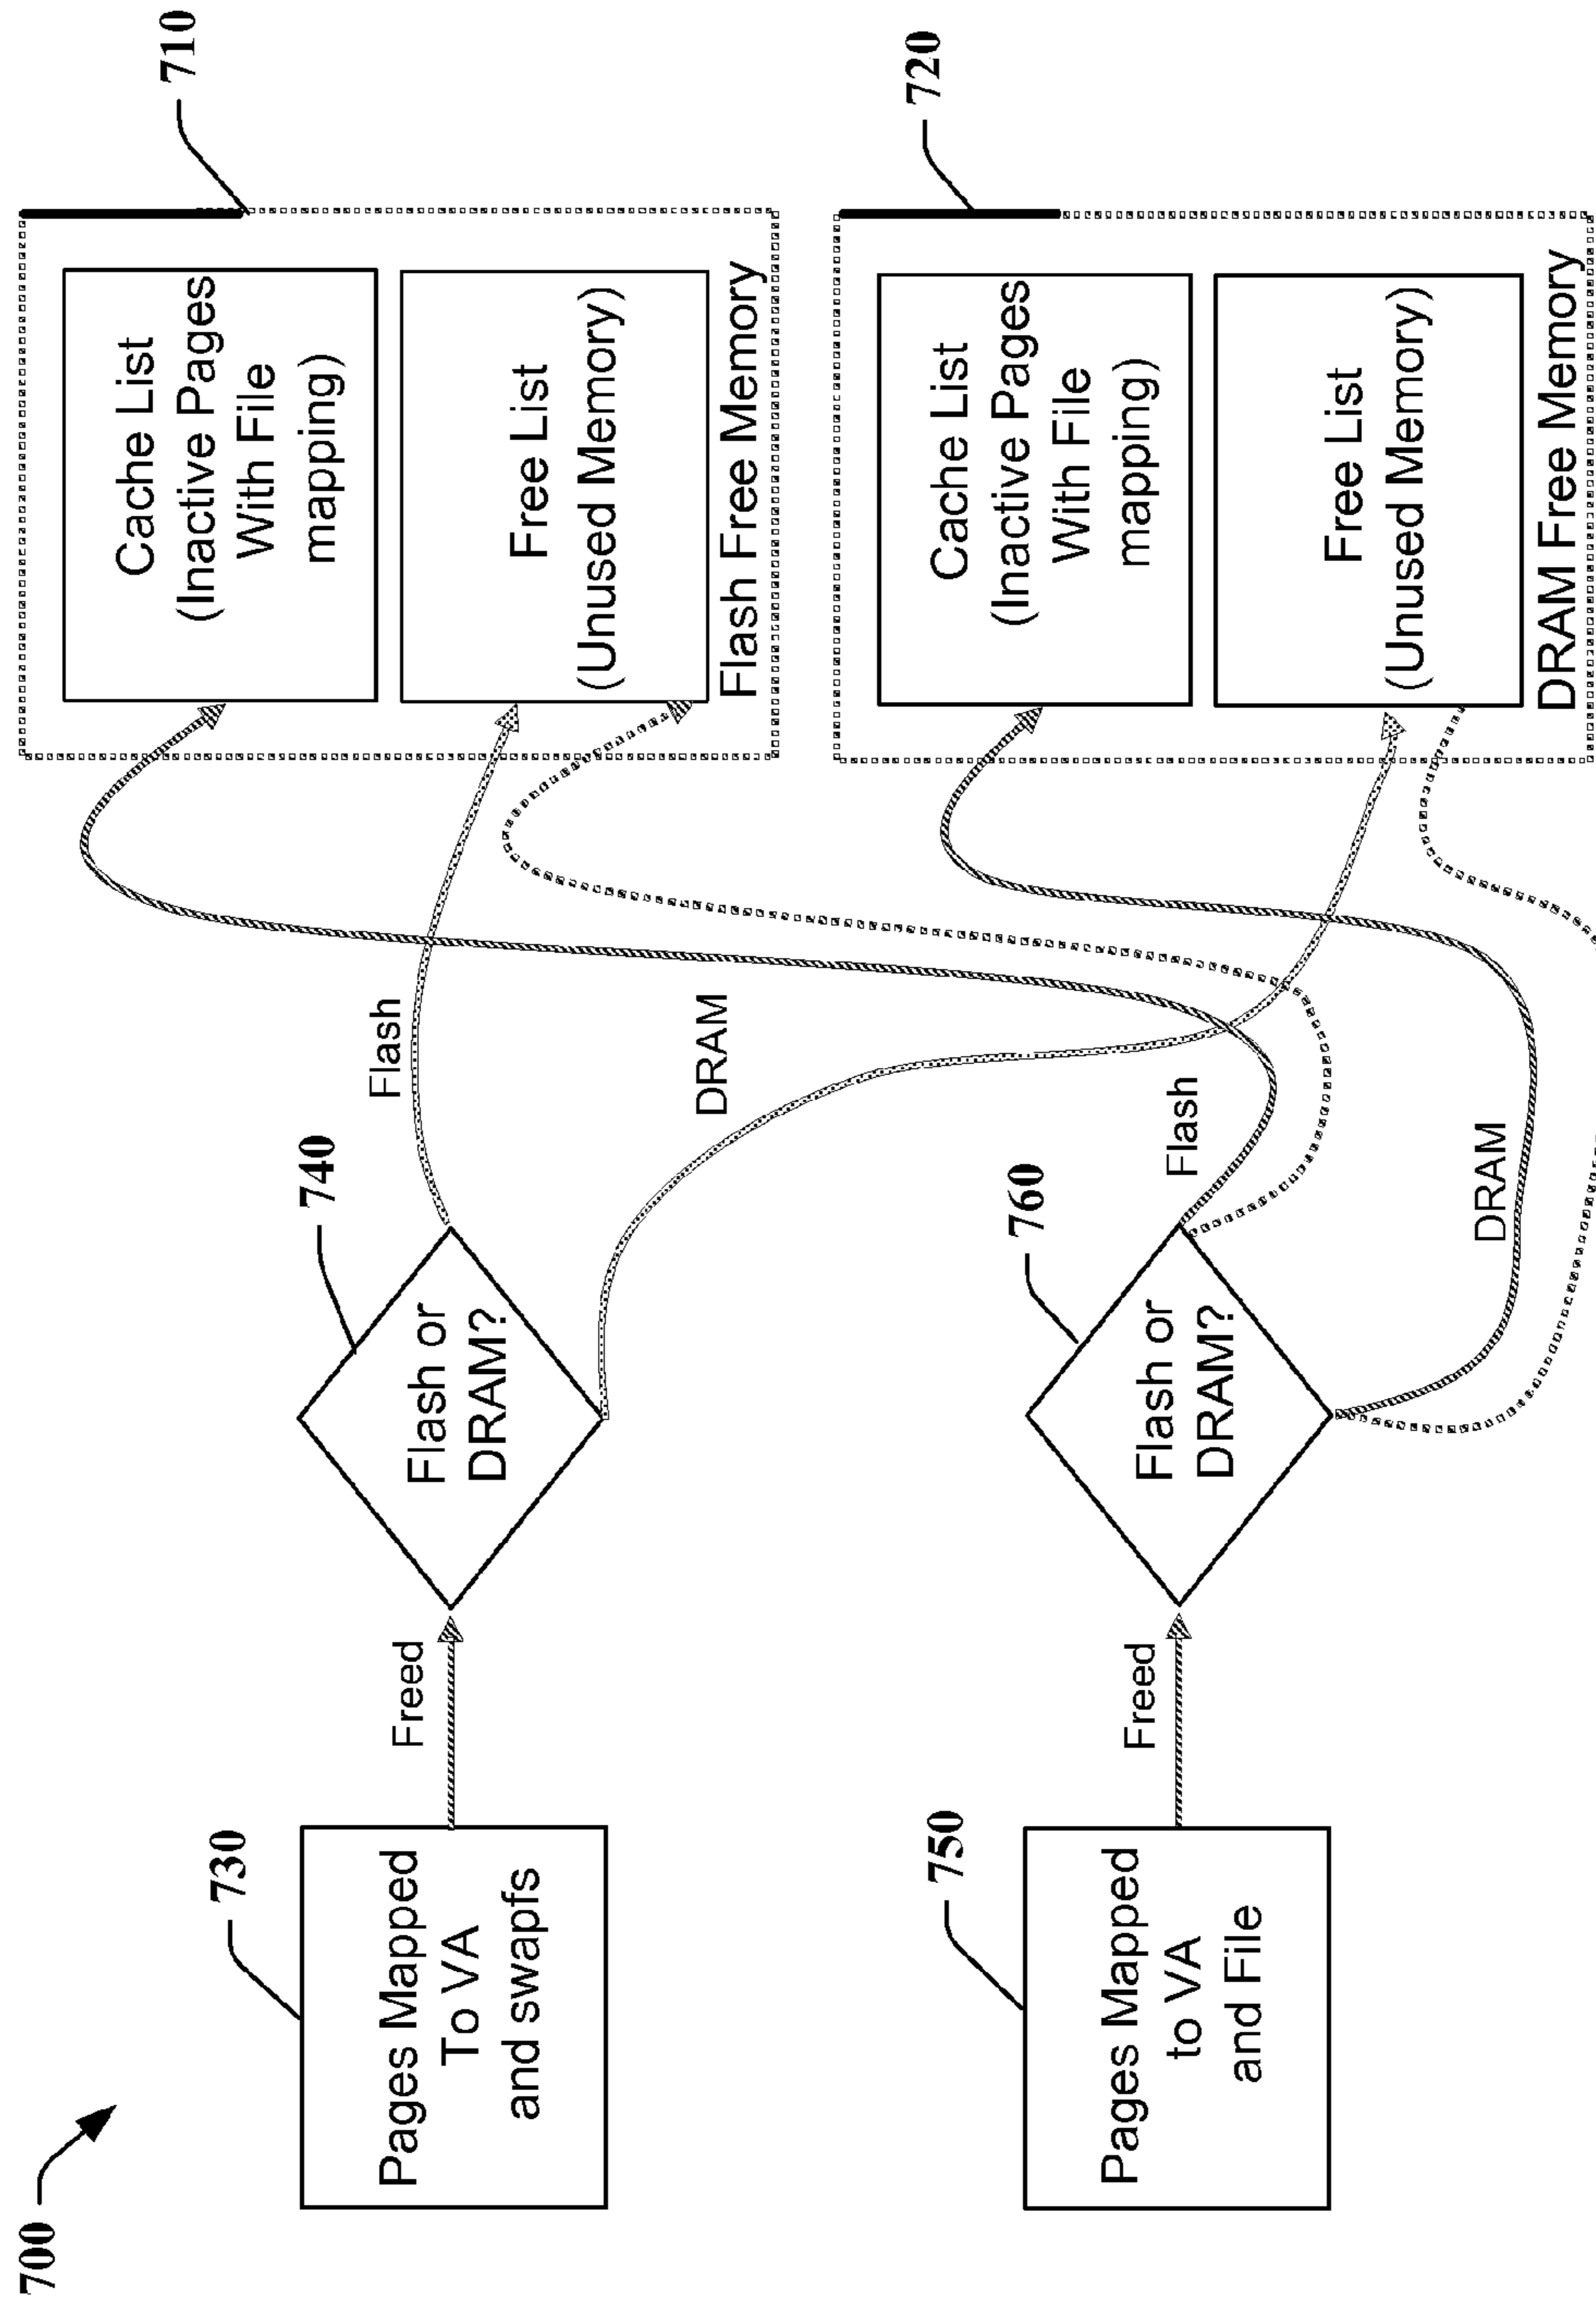 700
730
Pages Mapped
To VA
and swapfs
Freed
740
Flash or
DRAM?
Flash
DRAM
710
Cache List
(Inactive Pages
With File
mapping)
Free List
(Unused Memory)
Flash Free Memory
750
Pages Mapped
to VA
and File
Freed
760
Flash or
DRAM?
Flash
DRAM
720
Cache List
(Inactive Pages
With File
mapping)
Free List
(Unused Memory)
DRAM Free Memory